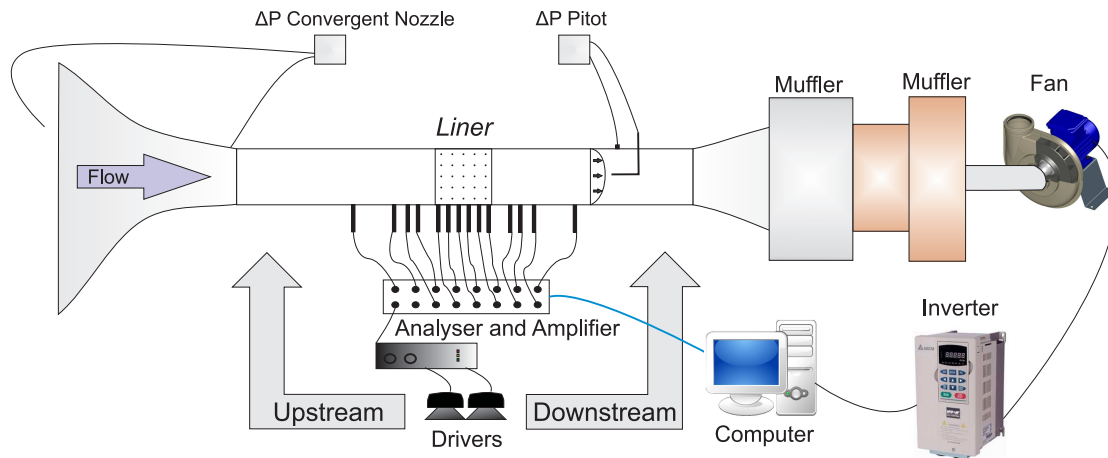 ΔP Convergent Nozzle
ΔP Pitot
Muffler
Muffler
Fan
Liner
Flow
Analyser and Amplifier
Inverter
Upstream
Downstream
Drivers
Computer